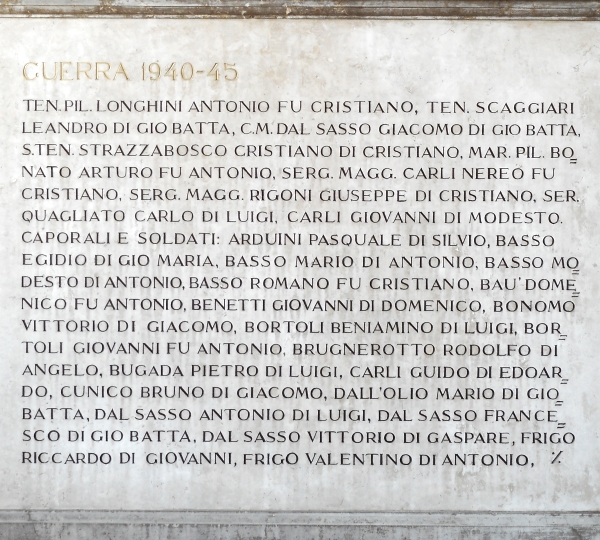 GUERRA 1940-45
TEN. PIL. LONGHINI ANTONIO FU CRISTIANO, TEN. SCAGGIARI
LEANDRO DI GIO BATTA, C.M. DAL SASSO GIACOMO DI GIO BATTA,
S.TEN. STRAZZABOSCO CRISTIANO DI CRISTIANO, MAR. PIL. BO=
NATO ARTURO FU ANTONIO, SERG. MAGG. CARLI NEREO FU
CRISTIANO, SERG. MAGG. RIGONI GIUSEPPE DI CRISTIANO, SER.
QUAGLIATO CARLO DI LUIGI, CARLI GIOVANNI DI MODESTO.
CAPORALI E SOLDATI: ARDUINI PASQUALE DI SILVIO, BASSO
EGIDIO DI GIO MARIA, BASSO MARIO DI ANTONIO, BASSO MO=
DESTO DI ANTONIO, BASSO ROMANO FU CRISTIANO, BAU' DOME=
NICO FU ANTONIO, BENETTI GIOVANNI DI DOMENICO, BONOMO
VITTORIO DI GIACOMO, BORTOLI BENIAMINO DI LUIGI, BOR=
TOLI GIOVANNI FU ANTONIO, BRUGNEROTTO RODOLFO DI
ANGELO, BUGADA PIETRO DI LUIGI, CARLI GUIDO DI EDOAR=
DO, CUNICO BRUNO DI GIACOMO, DALL'OLIO MARIO DI GIO=
BATTA, DAL SASSO ANTONIO DI LUIGI, DAL SASSO FRANCE=
SCO DI GIO BATTA, DAL SASSO VITTORIO DI GASPARE, FRIGO
RICCARDO DI GIOVANNI, FRIGO VALENTINO DI ANTONIO, ./.